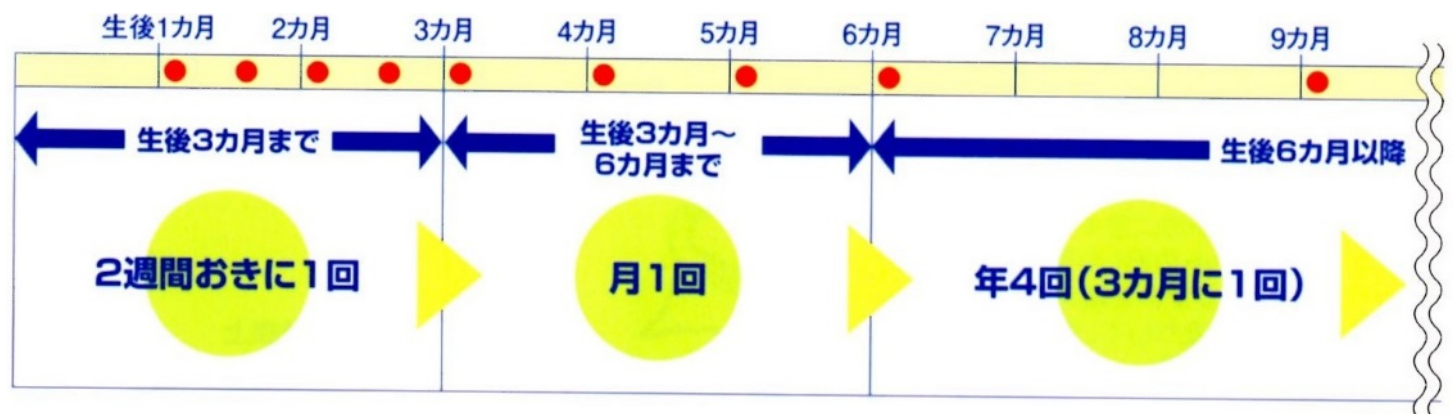 生後1カ月 2カ月 3カ月 4カ月 5カ月 6カ月 7カ月 8カ月 9カ月
生後3カ月まで
生後3カ月〜
6カ月まで
生後6カ月以降
2週間おきに1回
月1回
年4回(3カ月に1回)